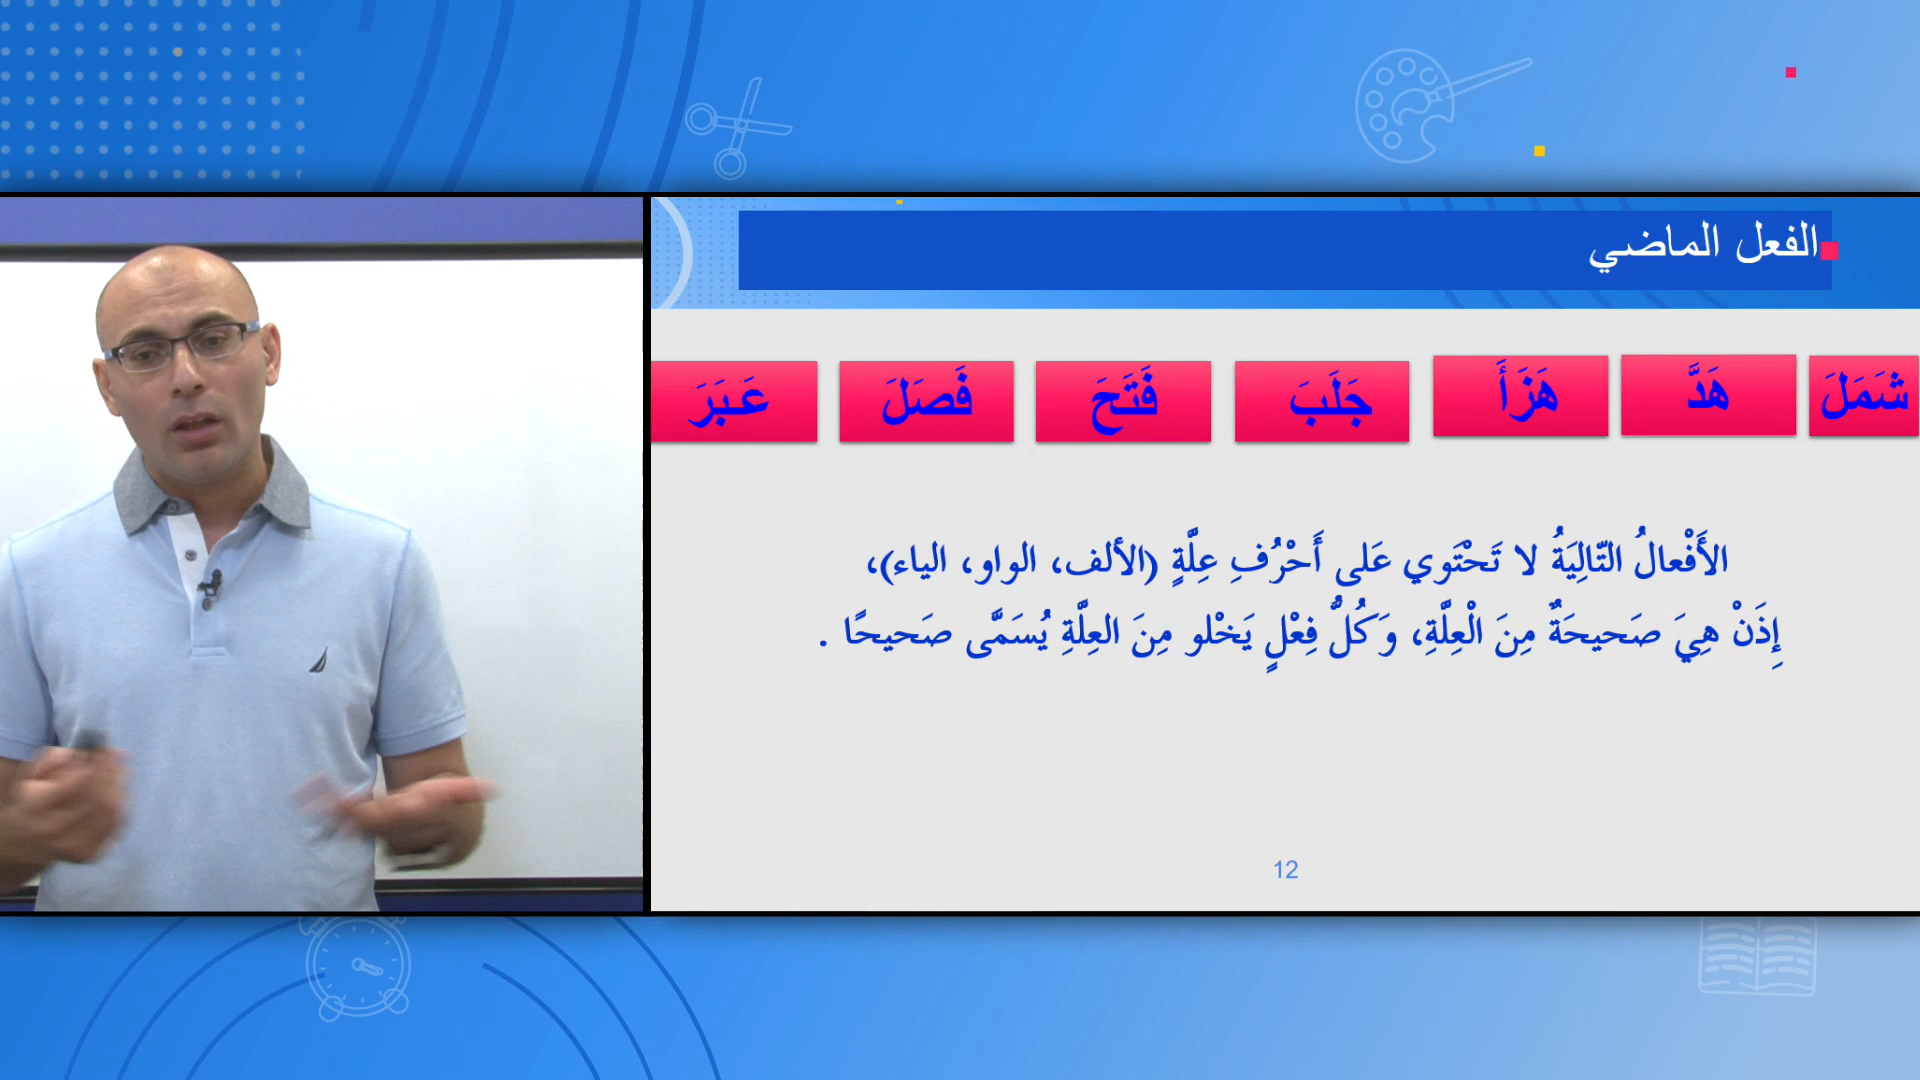 الفعل الماضي
شَمَلَ هَدَّ هَزَأَ جَلَبَ فَتَحَ فَصَلَ عَبَرَ
الأَفْعالُ التّالِيَةُ لا تَحْتَوي عَلى أَحْرُفِ عِلَّةٍ (الألف، الواو، الياء)،
إِذَنْ هِيَ صَحيحَةٌ مِنَ الْعِلَّةِ، وَكُلُّ فِعْلٍ يَخْلو مِنَ العِلَّةِ يُسَمَّى صَحيحًا .
12